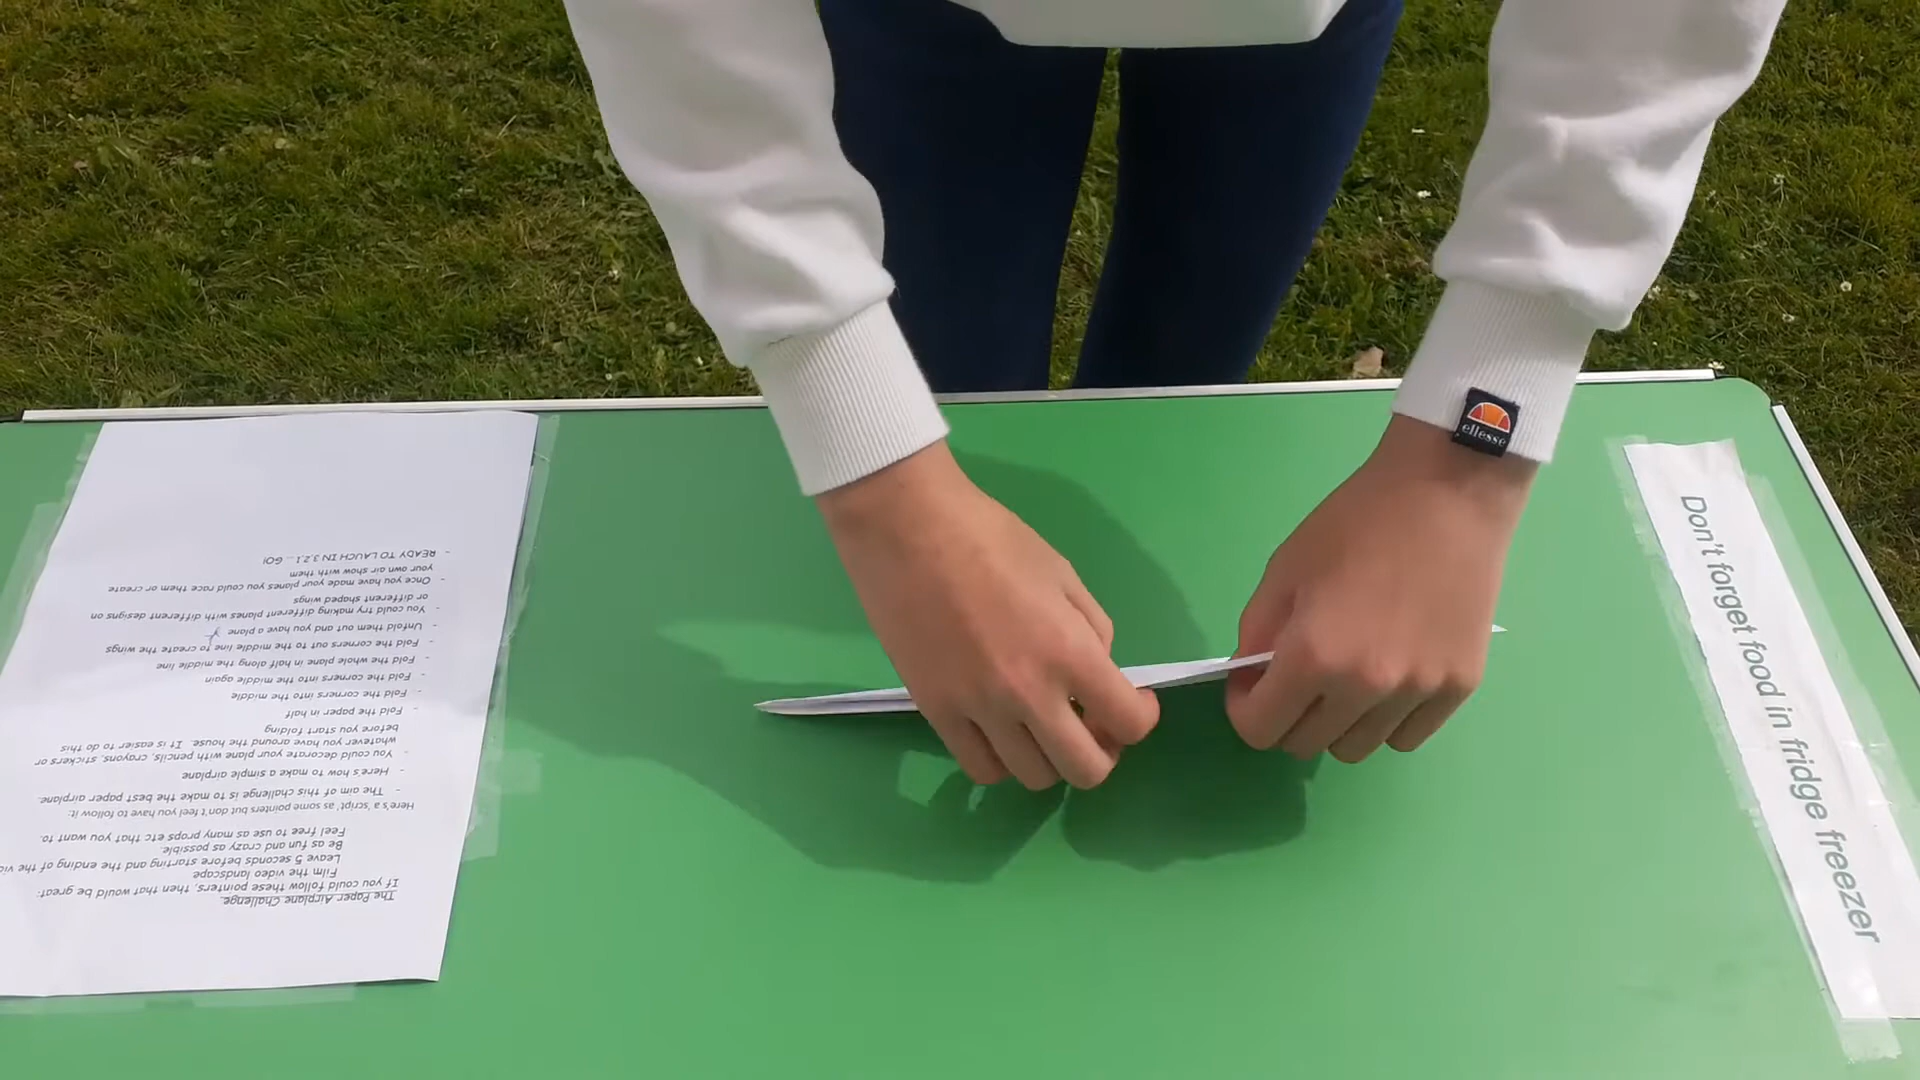 The Paper Airplane Challenge.
If you could follow these pointers, then that would be great:
Film the video landscape
Leave 5 seconds before starting and the ending of the
Be as fun and crazy as possible.
Feel free to use as many props etc that you want to.
Here's a 'script' as some pointers but don't feel you have to follow it:
- The aim of this challenge is to make the best paper airplane.
- Here's how to make a simple airplane
- You could decorate your plane with pencils, crayons, stickers or
whatever you have around the house. It is easier to do this
before you start folding
- Fold the paper in half
- Fold the corners into the middle
- Fold the corners into the middle again
- Fold the whole plane in half along the middle line
- Fold the corners out to the middle line to create the wings
- Unfold them out and you have a plane
- You could try making different planes with different designs on
or different shaped wings
- Once you have made your planes you could race them or create
your own air show with them
- READY TO LAUCH IN 3.2.1 ... GO!
ellesse
Don't forget food in fridge freezer